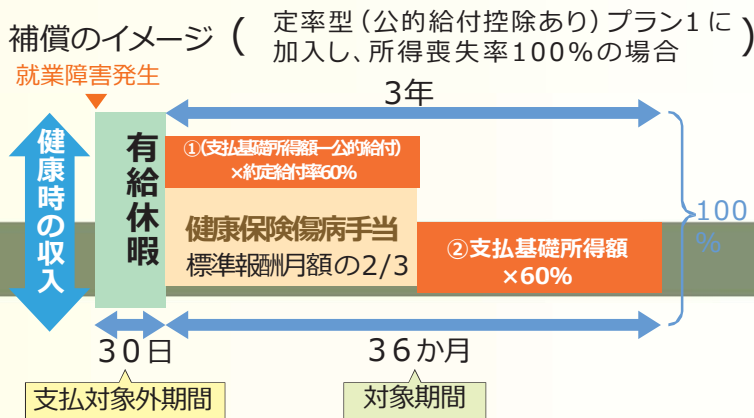 補償のイメージ（定率型（公的給付控除あり）プラン1に
加入し、所得喪失率100％の場合）
就業障害発生
3年
健康時の収入
有給休暇
①(支払基礎所得額ー公的給付)
×約定給付率60%
健康保険傷病手当
標準報酬月額の2/3
②支払基礎所得額
×60%
100
%
30日
36か月
支払対象外期間
対象期間